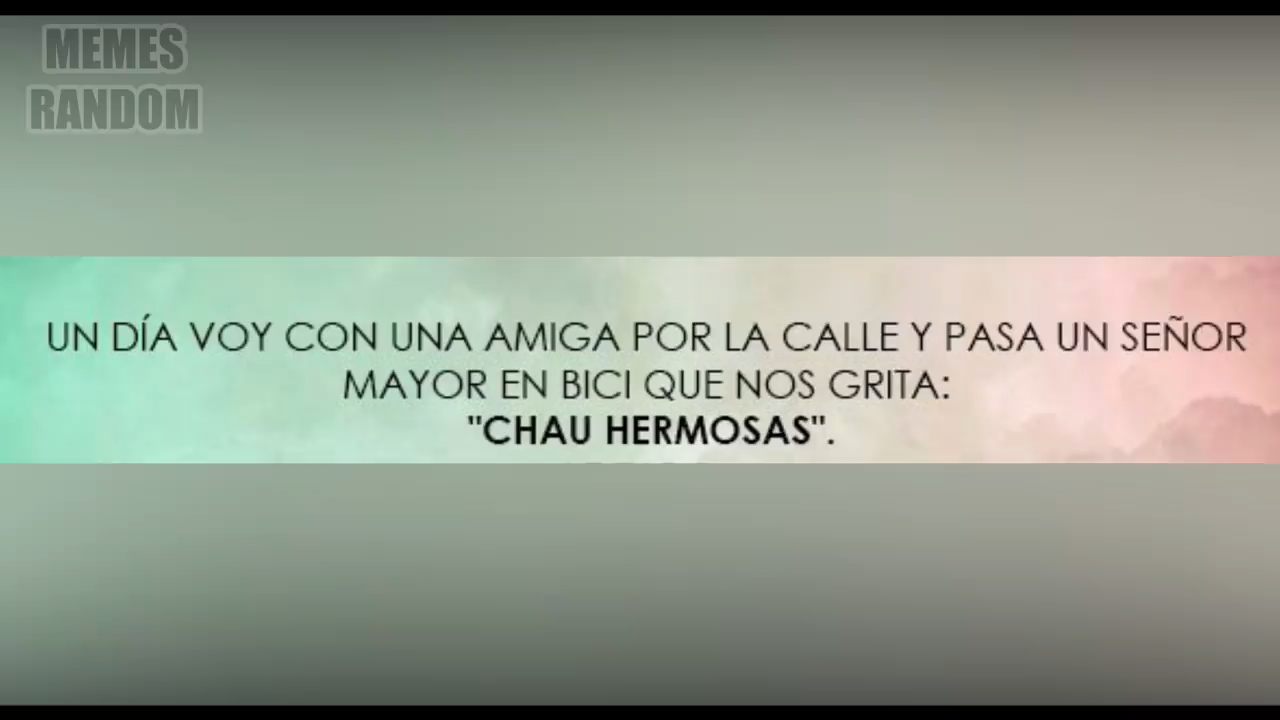 MEMES
RANDOM
UN DÍA VOY CON UNA AMIGA POR LA CALLE Y PASA UN SEÑOR
MAYOR EN BICI QUE NOS GRITA:
"CHAU HERMOSAS".